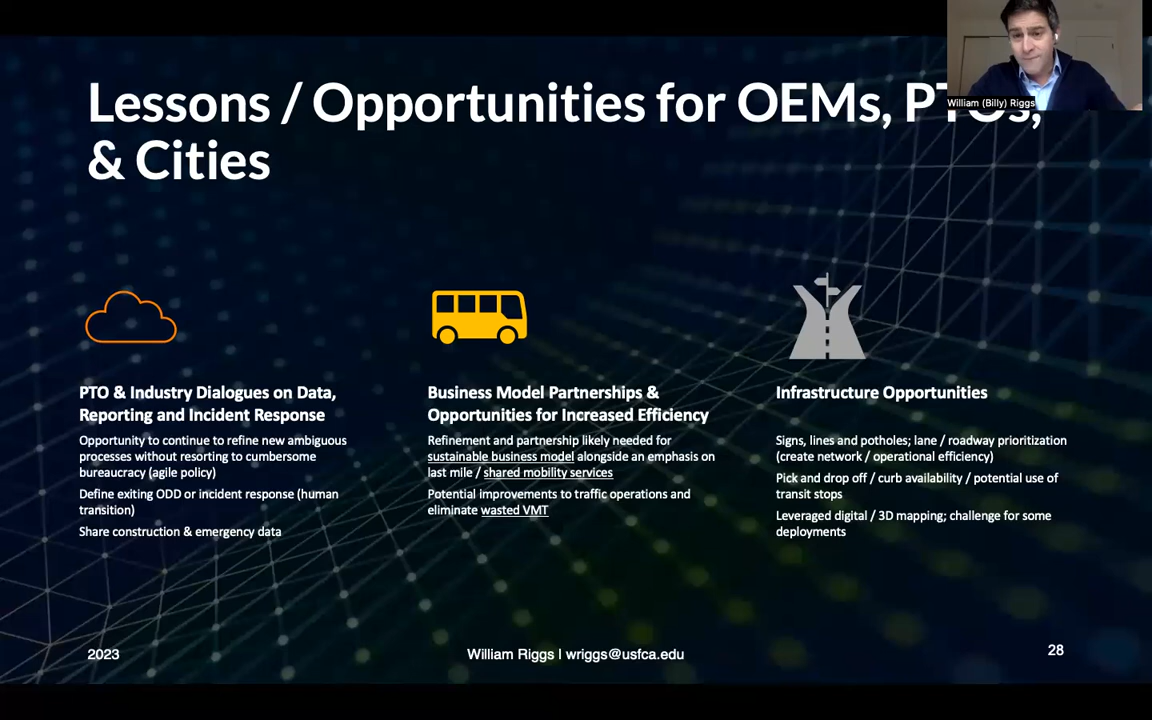 Lessons / Opportunities for OEMs, PTOs,
& Cities
William (Billy) Riggs
PTO & Industry Dialogues on Data,
Reporting and Incident Response
Opportunity to continue to refine new ambiguous
processes without resorting to cumbersome
bureaucracy (agile policy)
Define exiting ODD or incident response (human
transition)
Share construction & emergency data
Business Model Partnerships &
Opportunities for Increased Efficiency
Refinement and partnership likely needed for
sustainable business model alongside an emphasis on
last mile / shared mobility services
Potential improvements to traffic operations and
eliminate wasted VMT
Infrastructure Opportunities
Signs, lines and potholes; lane / roadway prioritization
(create network / operational efficiency)
Pick and drop off / curb availability / potential use of
transit stops
Leveraged digital / 3D mapping; challenge for some
deployments
2023
William Riggs | wriggs@usfca.edu
28